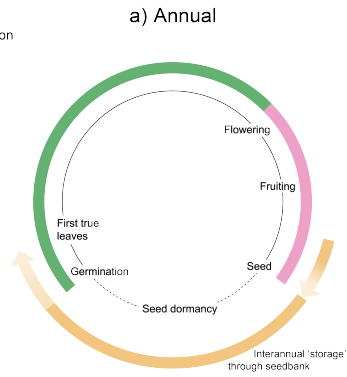 a) Annual
on
Flowering
Fruiting
First true
leaves
Seed
Germination
Seed dormancy
Interannual 'storage'
through seedbank